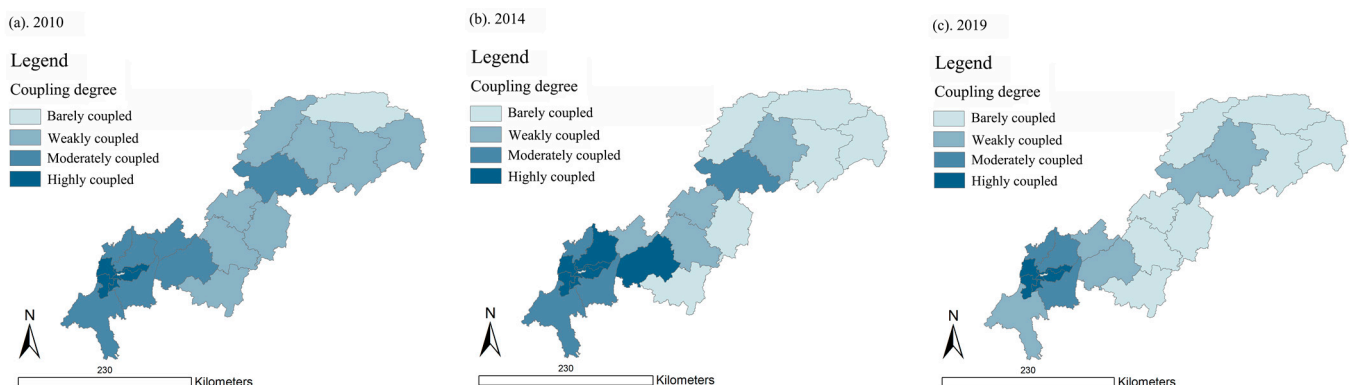 (a). 2010
Legend
Coupling degree
Barely coupled
Weakly coupled
Moderately coupled
Highly coupled
N
230
Kilometers
(b). 2014
Legend
Coupling degree
Barely coupled
Weakly coupled
Moderately coupled
Highly coupled
N
230
Kilometers
(c). 2019
Legend
Coupling degree
Barely coupled
Weakly coupled
Moderately coupled
Highly coupled
N
230
Kilometers